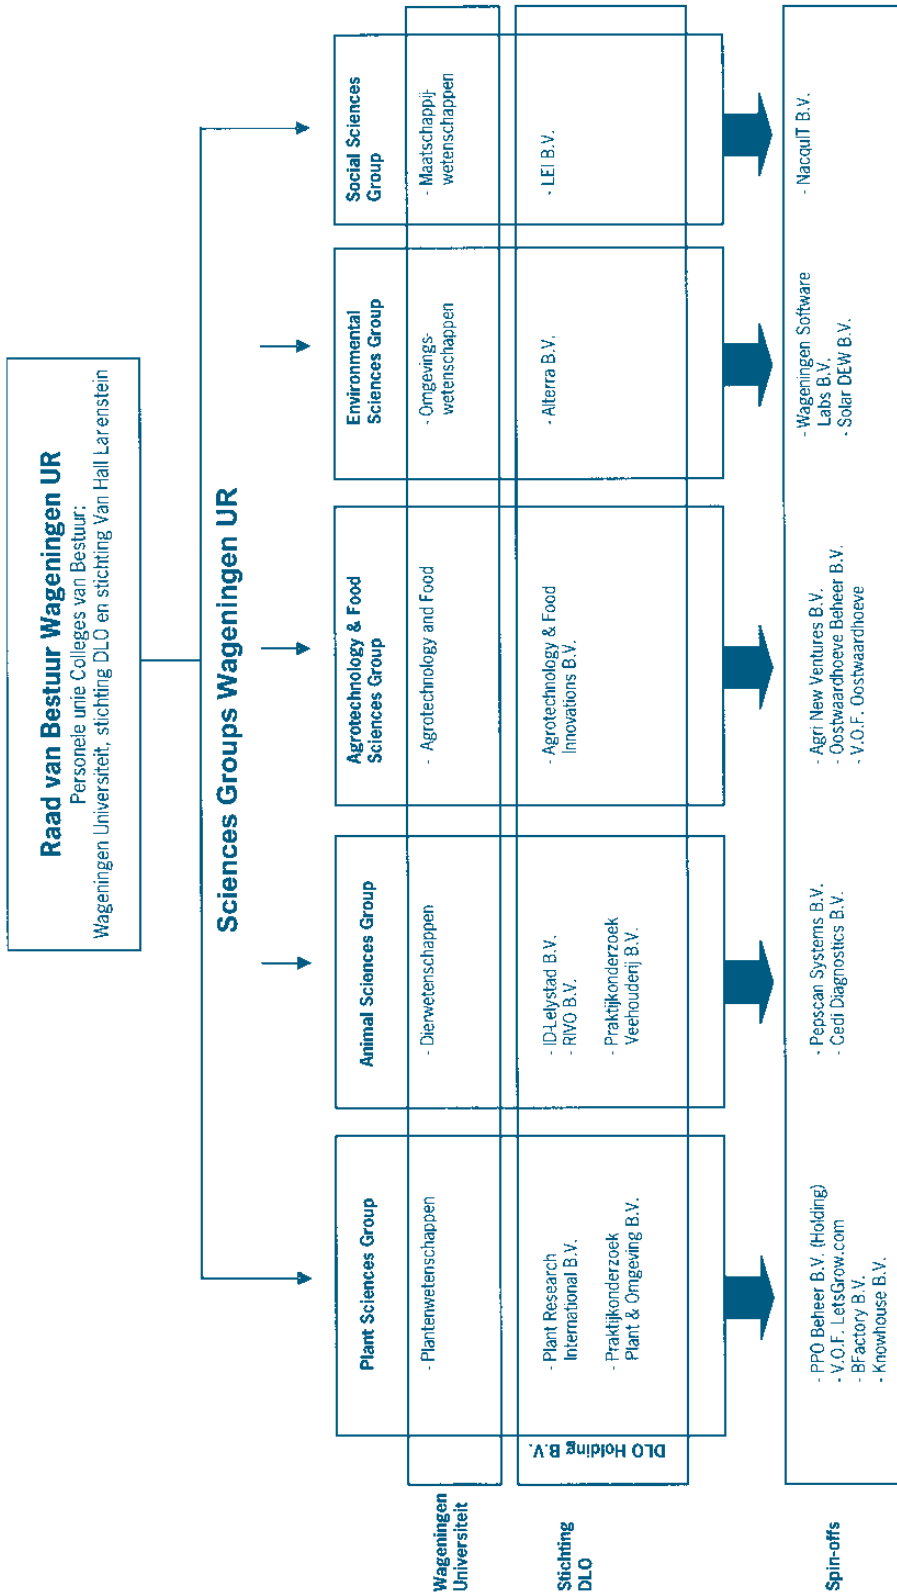 Raad van Bestuur Wageningen UR
Personele unie Colleges van Bestuur:
Wageningen Universiteit, stichting DLO en stichting Van Hall Larenstein
Sciences Groups Wageningen UR
Plant Sciences Group
Animal Sciences Group
Agrotechnology & Food
Sciences Group
Environmental
Sciences Group
Social Sciences
Group
Wageningen
Universiteit
- Plantenwetenschappen
- Dierwetenschappen
- Agrotechnology and Food
- Omgevings-
wetenschappen
- Maatschappij-
wetenschappen
Stichting
DLO
DLO Holding B.V.
- Plant Research
International B.V.
- Praktijkonderzoek
Plant & Omgeving B.V.
- ID-Lelystad B.V.
- RIVO B.V.
- Praktijkonderzoek
Veehouderij B.V.
- Agrotechnology & Food
Innovations B.V.
- Alterra B.V.
- LEI B.V.
Spin-offs
- PPO Beheer B.V. (Holding)
- V.O.F. LetsGrow.com
- BFactory B.V.
- Knowhouse B.V.
- Pepscan Systems B.V.
- Cedi Diagnostics B.V.
- Agri New Ventures B.V.
- Oostwaardhoeve Beheer B.V.
- V.O.F. Oostwaardhoeve
- Wageningen Software
Labs B.V.
- Solar DEW B.V.
- NacquIT B.V.